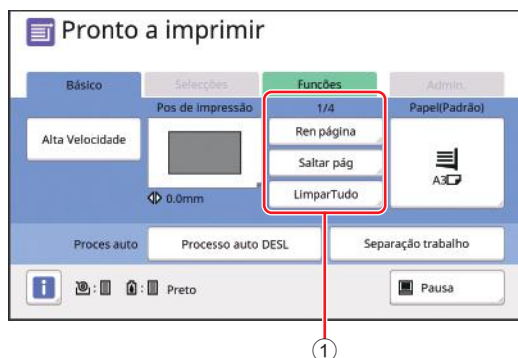 Pronto a imprimir
Básico Selecções Funções Admin.
Pos de impressão 1/4 Papel(Padrão)
Alta Velocidade
Ren página
Saltar pág
LimparTudo
A3
0.0mm
Proces auto Processo auto DESL Separação trabalho
i : : Preto Pausa
1